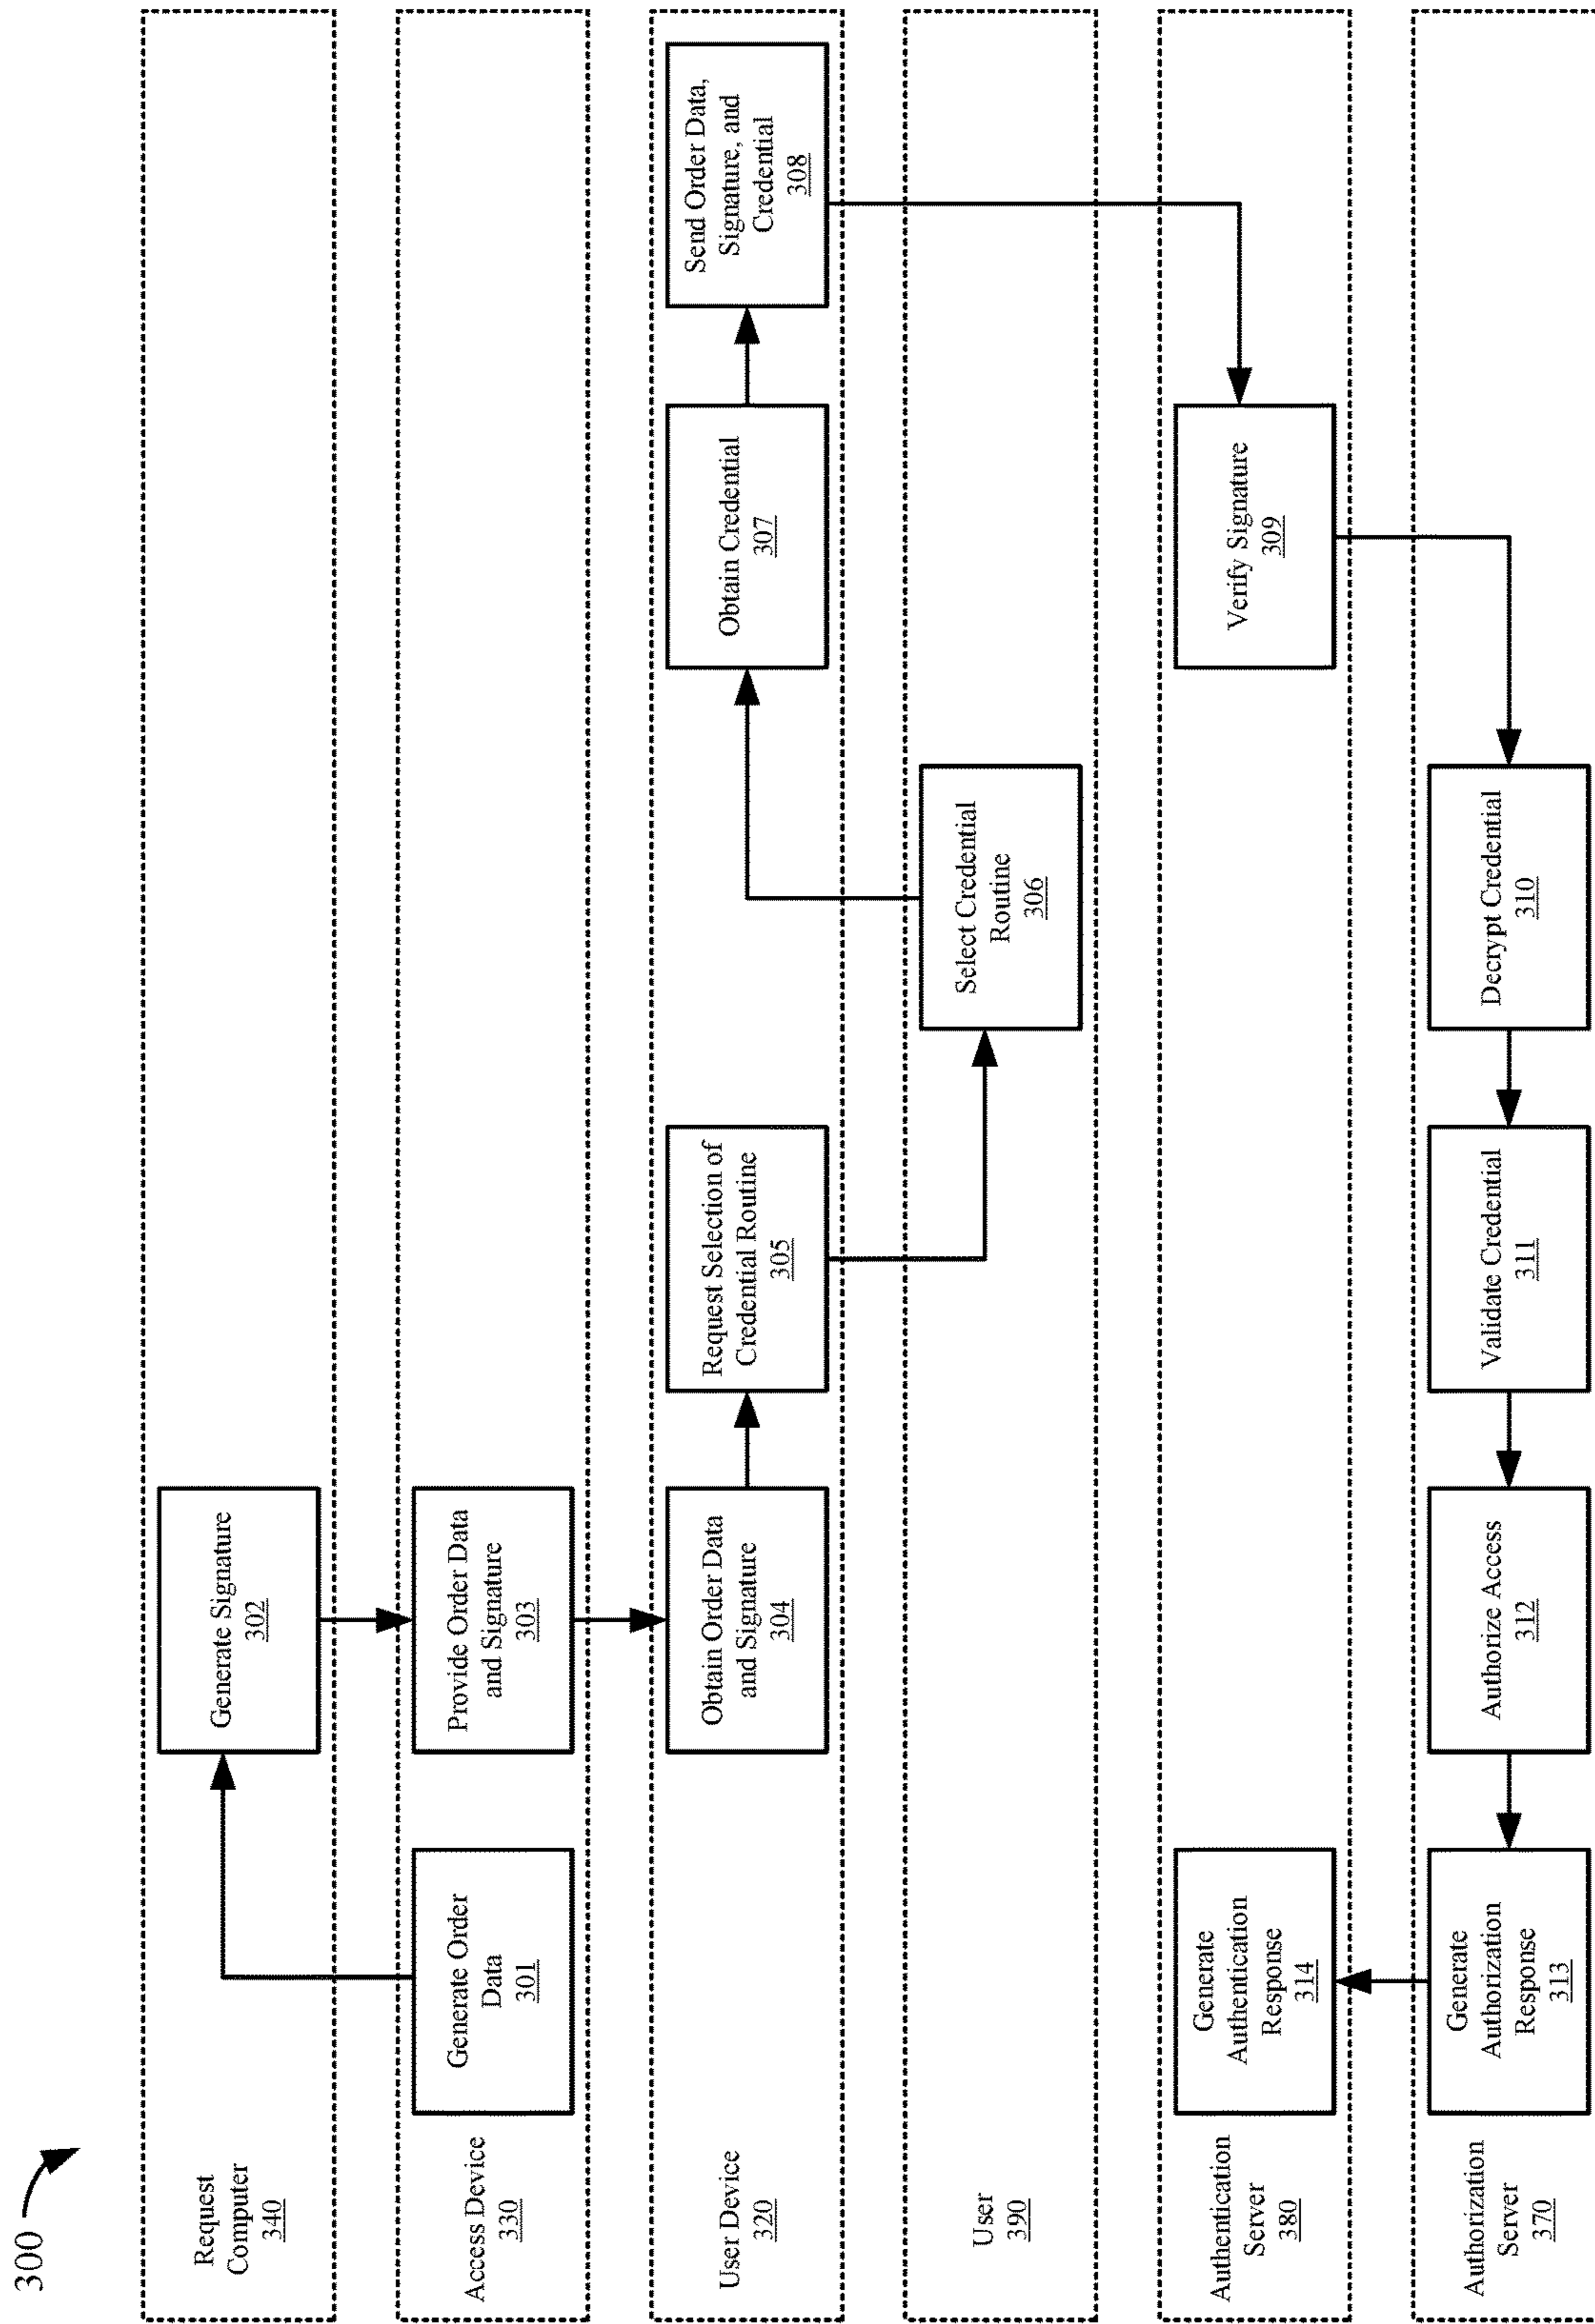 300
Request
Computer
340
Generate Signature
302
Access Device
330
Generate Order
Data
301
Provide Order Data
and Signature
303
User Device
320
Obtain Order Data
and Signature
304
Request Selection of
Credential Routine
305
Obtain Credential
307
Send Order Data,
Signature, and
Credential
308
User
390
Select Credential
Routine
306
Authentication
Server
380
Generate
Authentication
Response
314
Verify Signature
309
Authorization
Server
370
Generate
Authorization
Response
313
Authorize Access
312
Validate Credential
311
Decrypt Credential
310